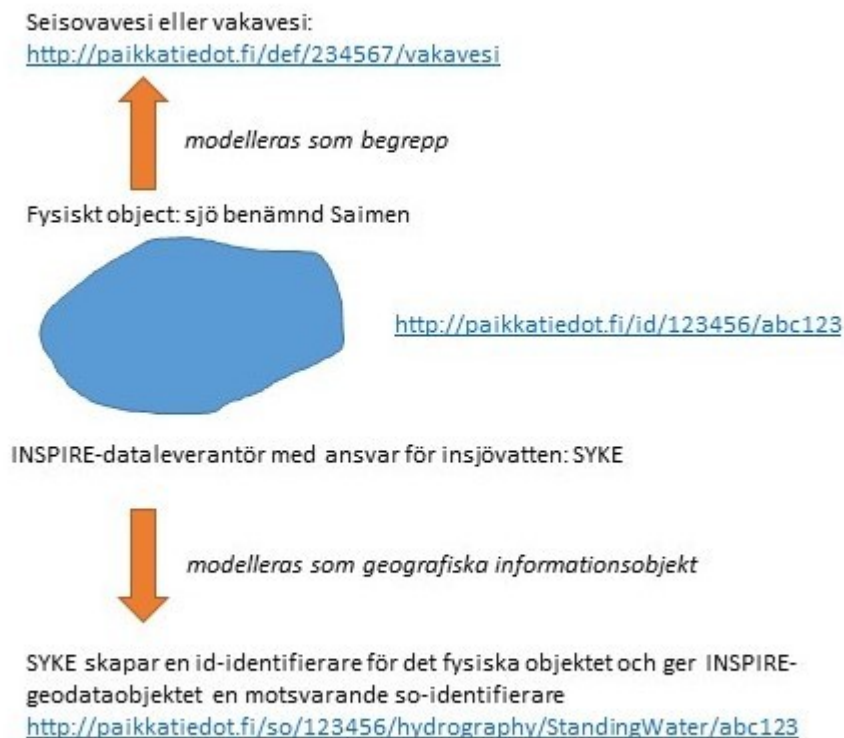 Seisovavesi eller vakavesi:
http://paikkatiedot.fi/def/234567/vakavesi
modelleras som begrepp
Fysiskt object: sjö benämnd Saimen
http://paikkatiedot.fi/id/123456/abc123
INSPIRE-dataleverantör med ansvar för insjövatten: SYKE
modelleras som geografiska informationsobjekt
SYKE skapar en id-identifierare för det fysiska objektet och ger INSPIRE-
geodataobjektet en motsvarande so-identifierare
http://paikkatiedot.fi/so/123456/hydrography/StandingWater/abc123